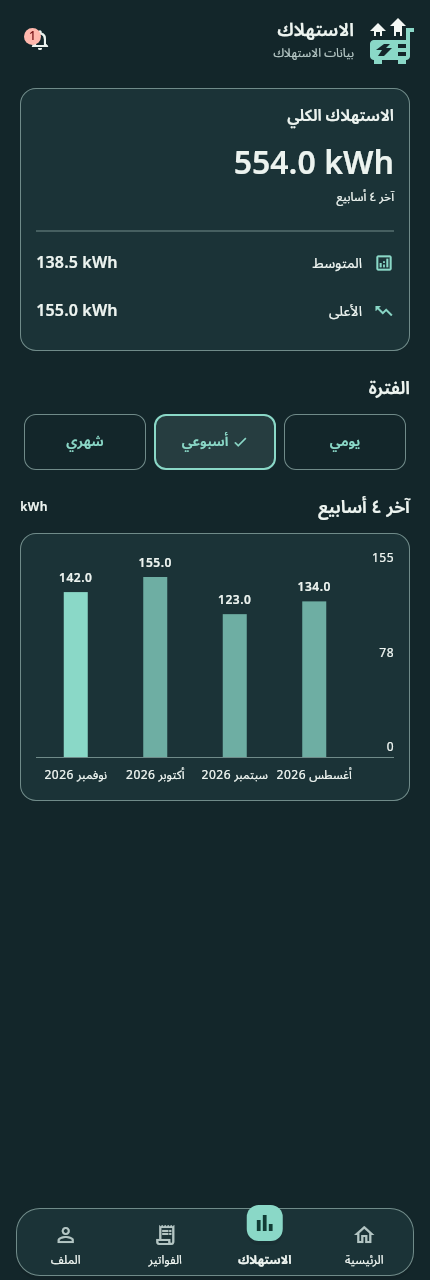 الاستهلاك
بيانات الاستهلاك
1
الاستهلاك الكلي
554.0 kWh
آخر ٤ أسابيع
المتوسط
138.5 kWh
الأعلى
155.0 kWh
الفترة
يومي
أسبوعي
شهري
آخر ٤ أسابيع
kWh
155
78
0
134.0
123.0
155.0
142.0
أغسطس 2026
سبتمبر 2026
أكتوبر 2026
نوفمبر 2026
الرئيسية
الاستهلاك
الفواتير
الملف